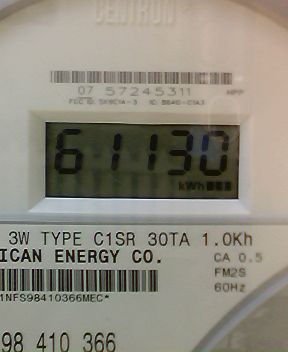 CENTRON
07 57245311
61130
kWh
3W TYPE C1SR 30TA 1.0Kh
ICAN ENERGY CO.
CA 0.5
FM2S
60Hz
1NFS98410366MEC*
98 410 366